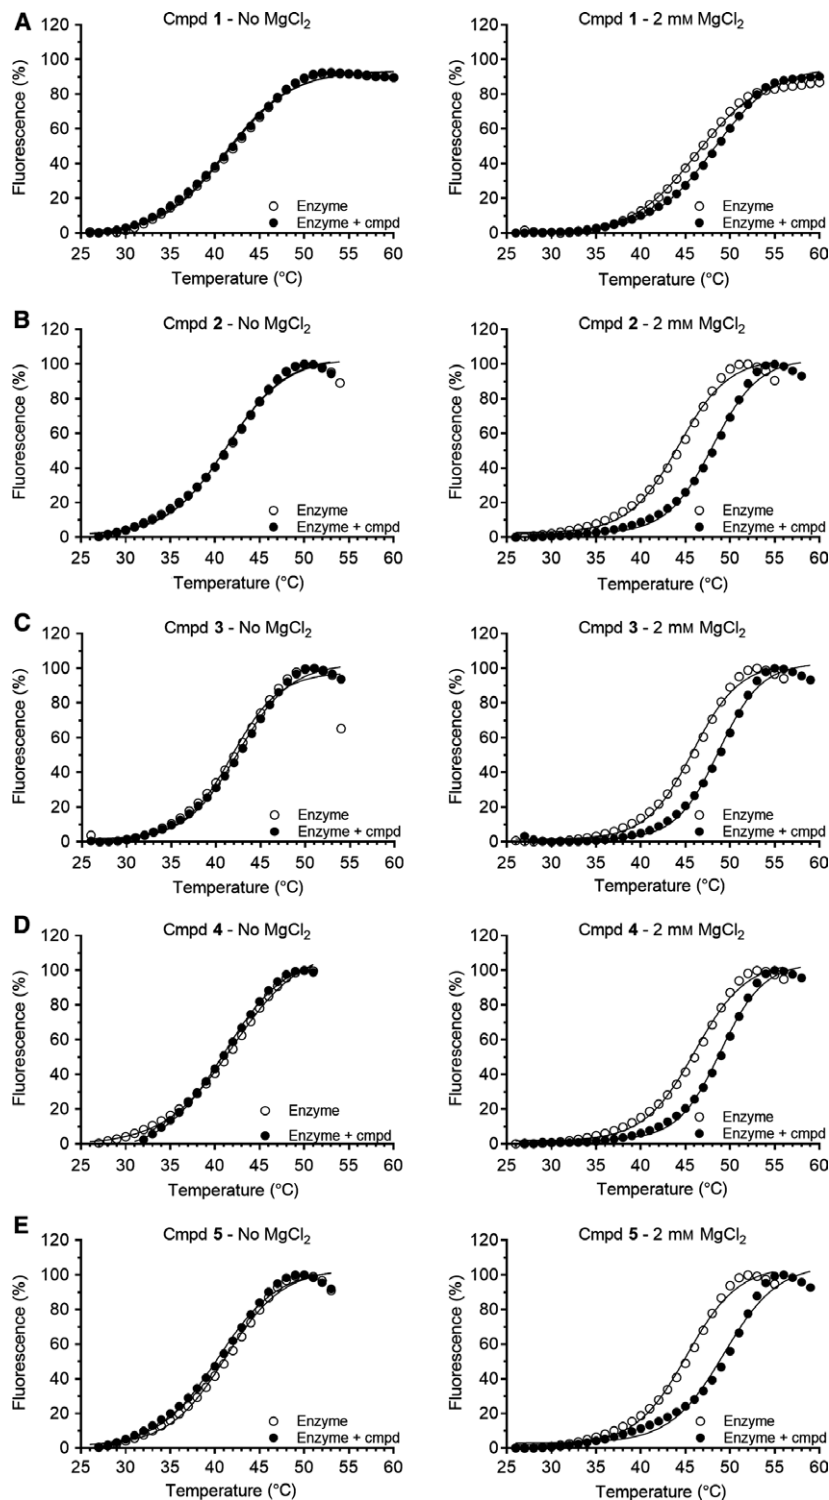 A
Cmpd 1 - No MgCl2
Cmpd 1 - 2 mM MgCl2
Fluorescence (%)
120
100
80
60
40
20
0
Enzyme
Enzyme + cmpd
25 30 35 40 45 50 55 60
Temperature (°C)
Fluorescence (%)
120
100
80
60
40
20
0
Enzyme
Enzyme + cmpd
25 30 35 40 45 50 55 60
Temperature (°C)
B
Cmpd 2 - No MgCl2
Cmpd 2 - 2 mM MgCl2
Fluorescence (%)
120
100
80
60
40
20
0
Enzyme
Enzyme + cmpd
25 30 35 40 45 50 55 60
Temperature (°C)
Fluorescence (%)
120
100
80
60
40
20
0
Enzyme
Enzyme + cmpd
25 30 35 40 45 50 55 60
Temperature (°C)
C
Cmpd 3 - No MgCl2
Cmpd 3 - 2 mM MgCl2
Fluorescence (%)
120
100
80
60
40
20
0
Enzyme
Enzyme + cmpd
25 30 35 40 45 50 55 60
Temperature (°C)
Fluorescence (%)
120
100
80
60
40
20
0
Enzyme
Enzyme + cmpd
25 30 35 40 45 50 55 60
Temperature (°C)
D
Cmpd 4 - No MgCl2
Cmpd 4 - 2 mM MgCl2
Fluorescence (%)
120
100
80
60
40
20
0
Enzyme
Enzyme + cmpd
25 30 35 40 45 50 55 60
Temperature (°C)
Fluorescence (%)
120
100
80
60
40
20
0
Enzyme
Enzyme + cmpd
25 30 35 40 45 50 55 60
Temperature (°C)
E
Cmpd 5 - No MgCl2
Cmpd 5 - 2 mM MgCl2
Fluorescence (%)
120
100
80
60
40
20
0
Enzyme
Enzyme + cmpd
25 30 35 40 45 50 55 60
Temperature (°C)
Fluorescence (%)
120
100
80
60
40
20
0
Enzyme
Enzyme + cmpd
25 30 35 40 45 50 55 60
Temperature (°C)